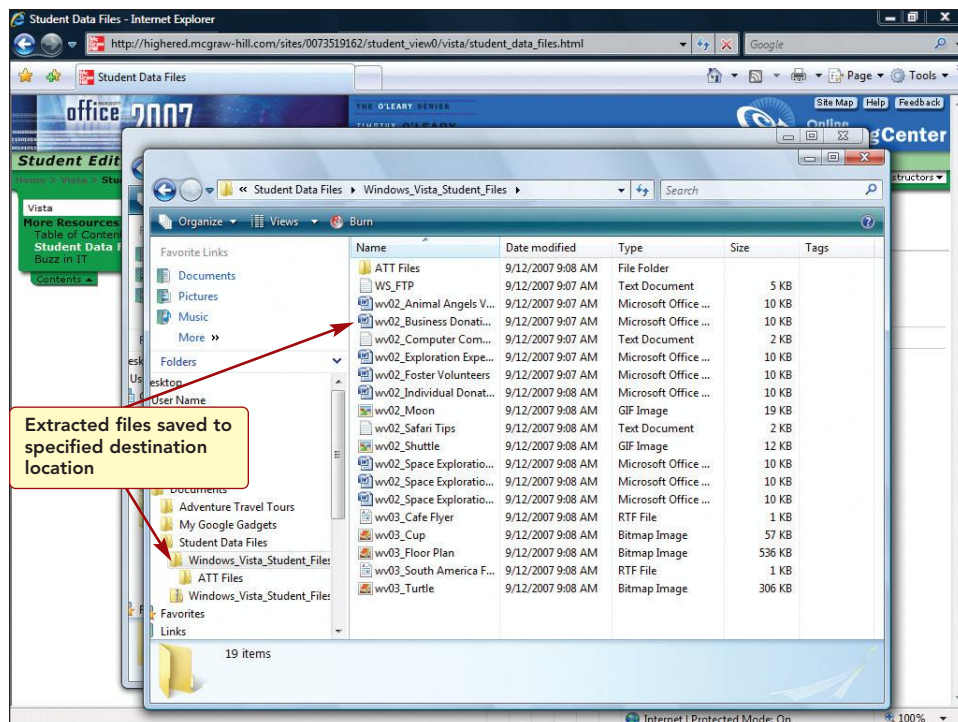 Student Data Files - Internet Explorer
http://highered.mcgraw-hill.com/sites/0073519162/student_view0/vista/student_data_files.html
Google
Student Data Files
Page
Tools
office 2007
THE O'LEARY SERIES
Site Map
Help
Feedback
Online
gCenter
Student Edit
Home > Vista > Stu
structors
Vista
More Resources
Table of Conten
Student Data F
Buzz in IT
Contents
« Student Data Files Windows_Vista_Student_Files
Search
Organize Views Burn
Favorite Links
Documents
Pictures
Music
More »
Folders
esktop
User Name
Documents
Adventure Travel Tours
My Google Gadgets
Student Data Files
Windows_Vista_Student_Files
ATT Files
Windows_Vista_Student_Files
Favorites
Links
Name Date modified Type Size Tags
ATT Files 9/12/2007 9:08 AM File Folder
WS_FTP 9/12/2007 9:07 AM Text Document 5 KB
wv02_Animal Angels V... 9/12/2007 9:07 AM Microsoft Office ... 10 KB
wv02_Business Donati... 9/12/2007 9:07 AM Microsoft Office ... 10 KB
wv02_Computer Com... 9/12/2007 9:07 AM Text Document 2 KB
wv02_Exploration Expe... 9/12/2007 9:07 AM Microsoft Office ... 10 KB
wv02_Foster Volunteers 9/12/2007 9:07 AM Microsoft Office ... 10 KB
wv02_Individual Donat... 9/12/2007 9:07 AM Microsoft Office ... 10 KB
wv02_Moon 9/12/2007 9:08 AM GIF Image 19 KB
wv02_Safari Tips 9/12/2007 9:08 AM Text Document 2 KB
wv02_Shuttle 9/12/2007 9:08 AM GIF Image 12 KB
wv02_Space Exploratio... 9/12/2007 9:08 AM Microsoft Office ... 10 KB
wv02_Space Exploratio... 9/12/2007 9:08 AM Microsoft Office ... 10 KB
wv02_Space Exploratio... 9/12/2007 9:08 AM Microsoft Office ... 10 KB
wv03_Cafe Flyer 9/12/2007 9:08 AM RTF File 1 KB
wv03_Cup 9/12/2007 9:08 AM Bitmap Image 57 KB
wv03_Floor Plan 9/12/2007 9:08 AM Bitmap Image 536 KB
wv03_South America F... 9/12/2007 9:08 AM RTF File 1 KB
wv03_Turtle 9/12/2007 9:08 AM Bitmap Image 306 KB
19 items
Extracted files saved to
specified destination
location
Internet | Protected Mode: On
100%